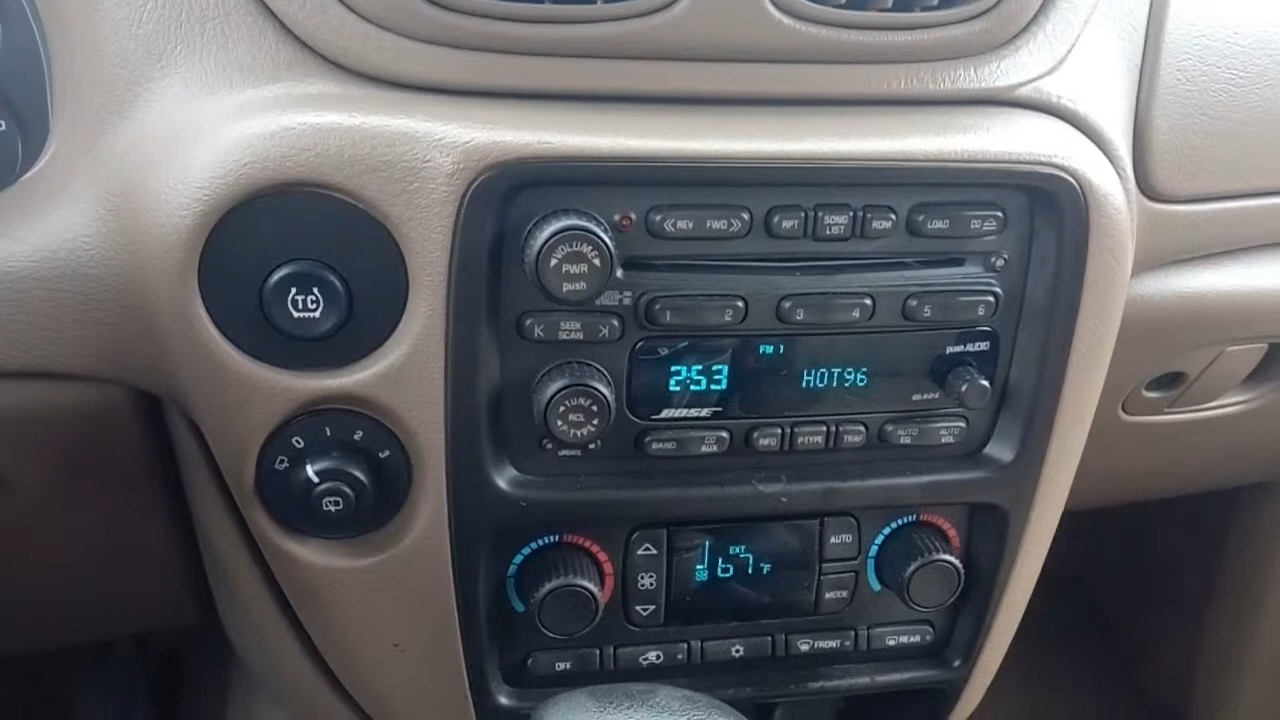 REV FWD
RPT
SONG
LIST
RDM
LOAD
CD
VOLUME
PWR
push
TC
1 2
3 4
5 6
SEEK
SCAN
FM 1
push AUDIO
2:53
HOT96
BOSE
TUNE
RCL
P-TYPE
BAND
CD
AUX
INFO
P-TYPE
TRAF
AUTO
EQ
AUTO
VOL
0 1 2 3
EXT
67°F
AUTO
MODE
OFF
FRONT
REAR